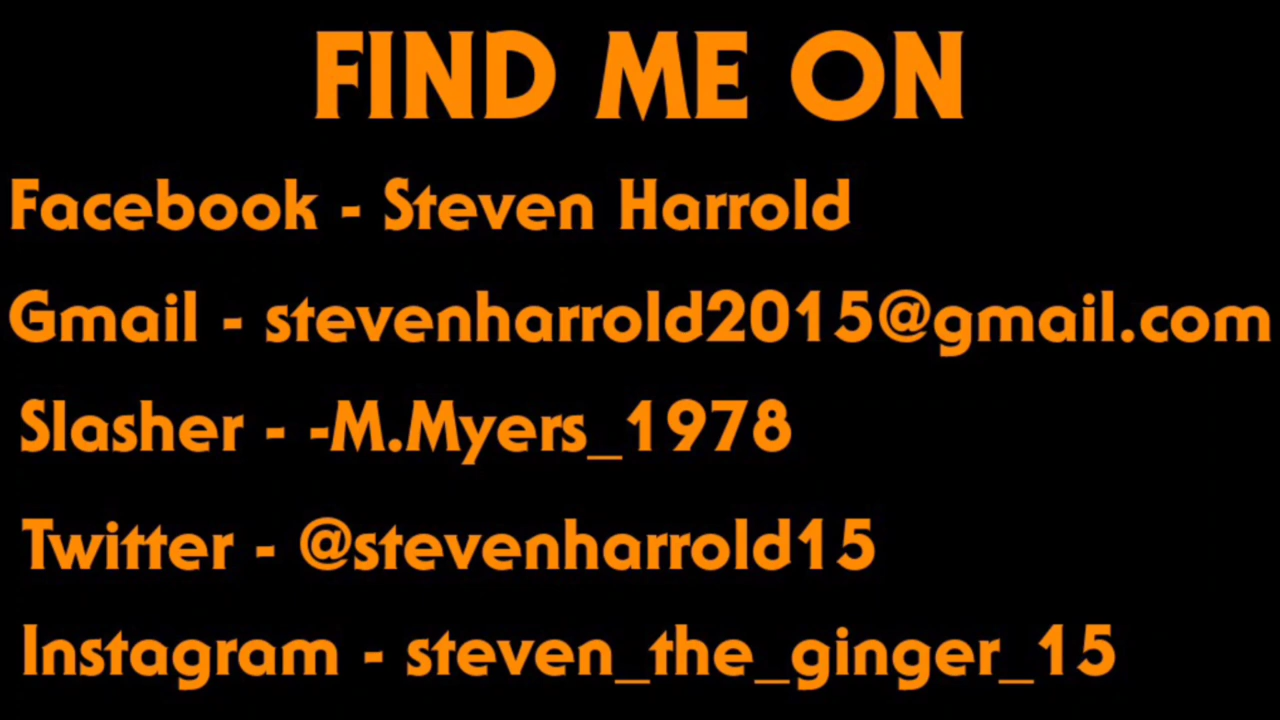 FIND ME ON
Facebook - Steven Harrold
Gmail - stevenharrold2015@gmail.com
Slasher - -M.Myers_1978
Twitter - @stevenharrold15
Instagram - steven_the_ginger_15